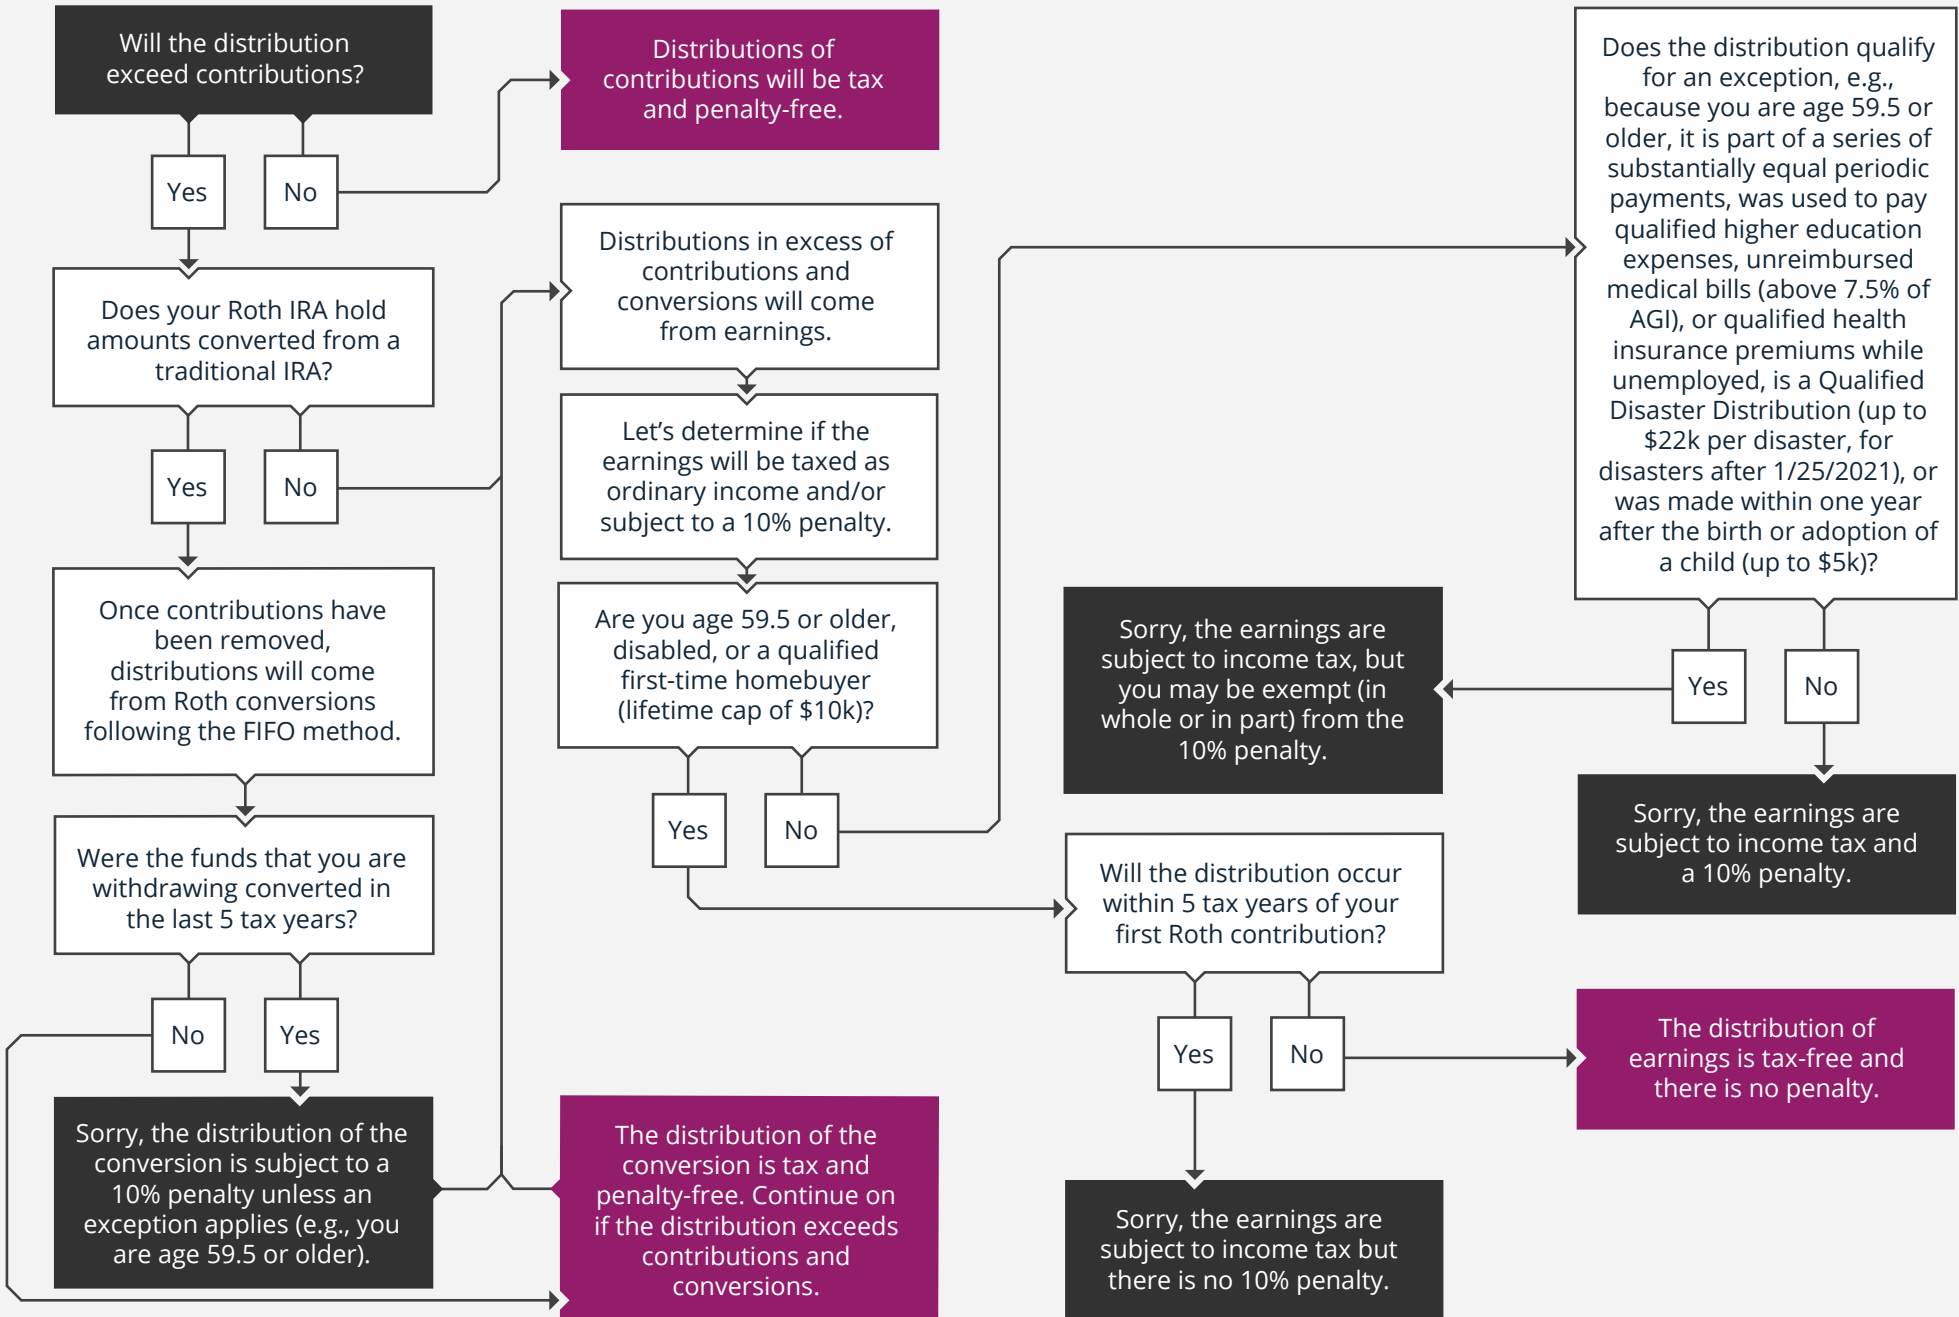 Will the distribution
exceed contributions?
Yes
No
Distributions of
contributions will be tax
and penalty-free.
Does your Roth IRA hold
amounts converted from a
traditional IRA?
Yes
No
Once contributions have
been removed,
distributions will come
from Roth conversions
following the FIFO method.
Were the funds that you are
withdrawing converted in
the last 5 tax years?
No
Yes
Sorry, the distribution of the
conversion is subject to a
10% penalty unless an
exception applies (e.g., you
are age 59.5 or older).
The distribution of the
conversion is tax and
penalty-free. Continue on
if the distribution exceeds
contributions and
conversions.
Distributions in excess of
contributions and
conversions will come
from earnings.
Let’s determine if the
earnings will be taxed as
ordinary income and/or
subject to a 10% penalty.
Are you age 59.5 or older,
disabled, or a qualified
first-time homebuyer
(lifetime cap of $10k)?
Yes
No
Will the distribution occur
within 5 tax years of your
first Roth contribution?
Yes
No
Sorry, the earnings are
subject to income tax but
there is no 10% penalty.
The distribution of
earnings is tax-free and
there is no penalty.
Does the distribution qualify
for an exception, e.g.,
because you are age 59.5 or
older, it is part of a series of
substantially equal periodic
payments, was used to pay
qualified higher education
expenses, unreimbursed
medical bills (above 7.5% of
AGI), or qualified health
insurance premiums while
unemployed, is a Qualified
Disaster Distribution (up to
$22k per disaster, for
disasters after 1/25/2021), or
was made within one year
after the birth or adoption of
a child (up to $5k)?
Yes
No
Sorry, the earnings are
subject to income tax, but
you may be exempt (in
whole or in part) from the
10% penalty.
Sorry, the earnings are
subject to income tax and
a 10% penalty.